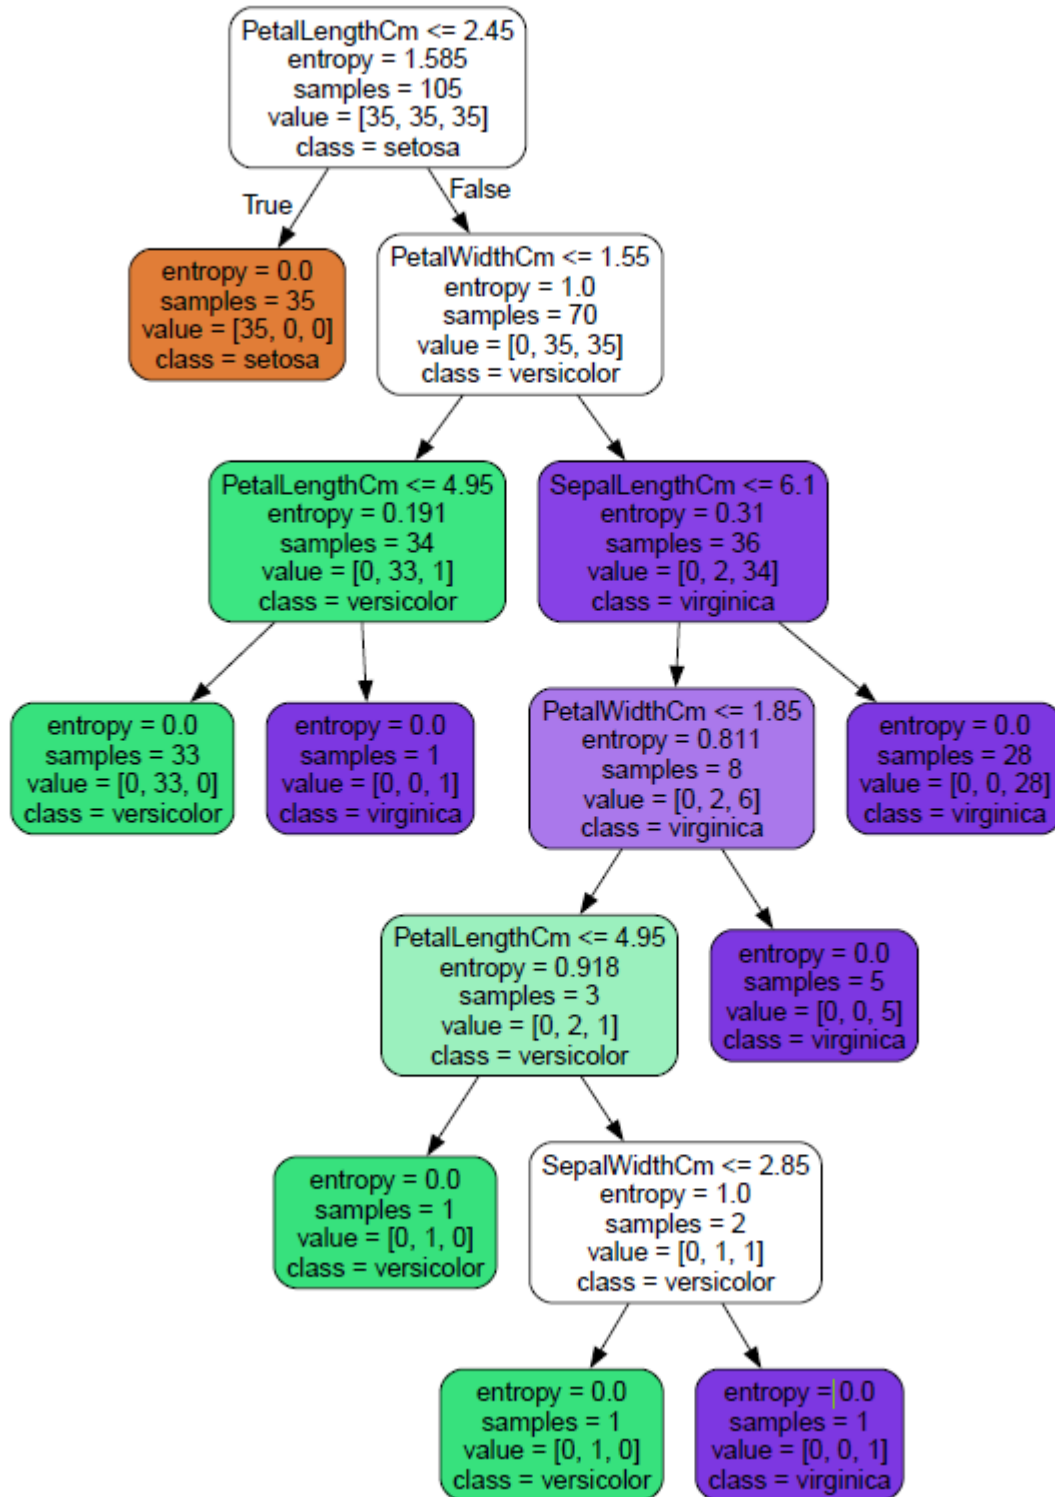 PetalLengthCm <= 2.45
entropy = 1.585
samples = 105
value = [35, 35, 35]
class = setosa
True
False
entropy = 0.0
samples = 35
value = [35, 0, 0]
class = setosa
PetalWidthCm <= 1.55
entropy = 1.0
samples = 70
value = [0, 35, 35]
class = versicolor
PetalLengthCm <= 4.95
entropy = 0.191
samples = 34
value = [0, 33, 1]
class = versicolor
SepalLengthCm <= 6.1
entropy = 0.31
samples = 36
value = [0, 2, 34]
class = virginica
entropy = 0.0
samples = 33
value = [0, 33, 0]
class = versicolor
entropy = 0.0
samples = 1
value = [0, 0, 1]
class = virginica
PetalWidthCm <= 1.85
entropy = 0.811
samples = 8
value = [0, 2, 6]
class = virginica
entropy = 0.0
samples = 28
value = [0, 0, 28]
class = virginica
PetalLengthCm <= 4.95
entropy = 0.918
samples = 3
value = [0, 2, 1]
class = versicolor
entropy = 0.0
samples = 5
value = [0, 0, 5]
class = virginica
entropy = 0.0
samples = 1
value = [0, 1, 0]
class = versicolor
SepalWidthCm <= 2.85
entropy = 1.0
samples = 2
value = [0, 1, 1]
class = versicolor
entropy = 0.0
samples = 1
value = [0, 1, 0]
class = versicolor
entropy = 0.0
samples = 1
value = [0, 0, 1]
class = virginica